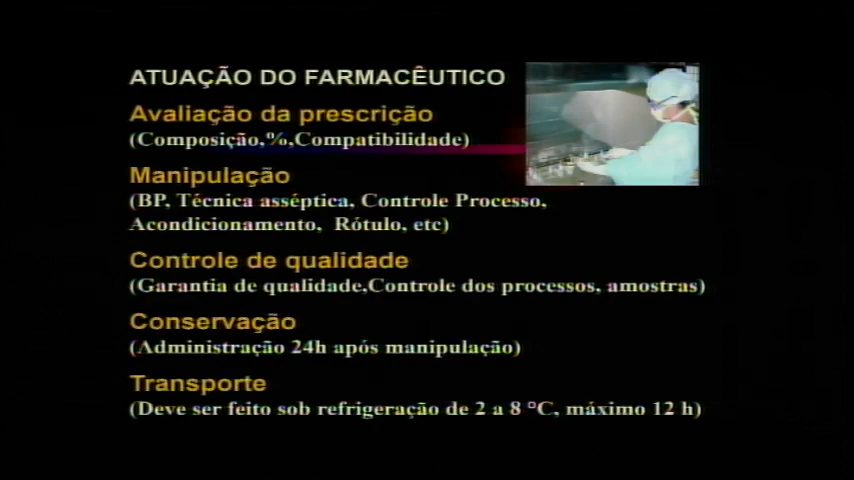 ATUAÇÃO DO FARMACÊUTICO
Avaliação da prescrição
(Composição,%,Compatibilidade)
Manipulação
(BP, Técnica asséptica, Controle Processo,
Acondicionamento, Rótulo, etc)
Controle de qualidade
(Garantia de qualidade,Controle dos processos, amostras)
Conservação
(Administração 24h após manipulação)
Transporte
(Deve ser feito sob refrigeração de 2 a 8 °C, máximo 12 h)